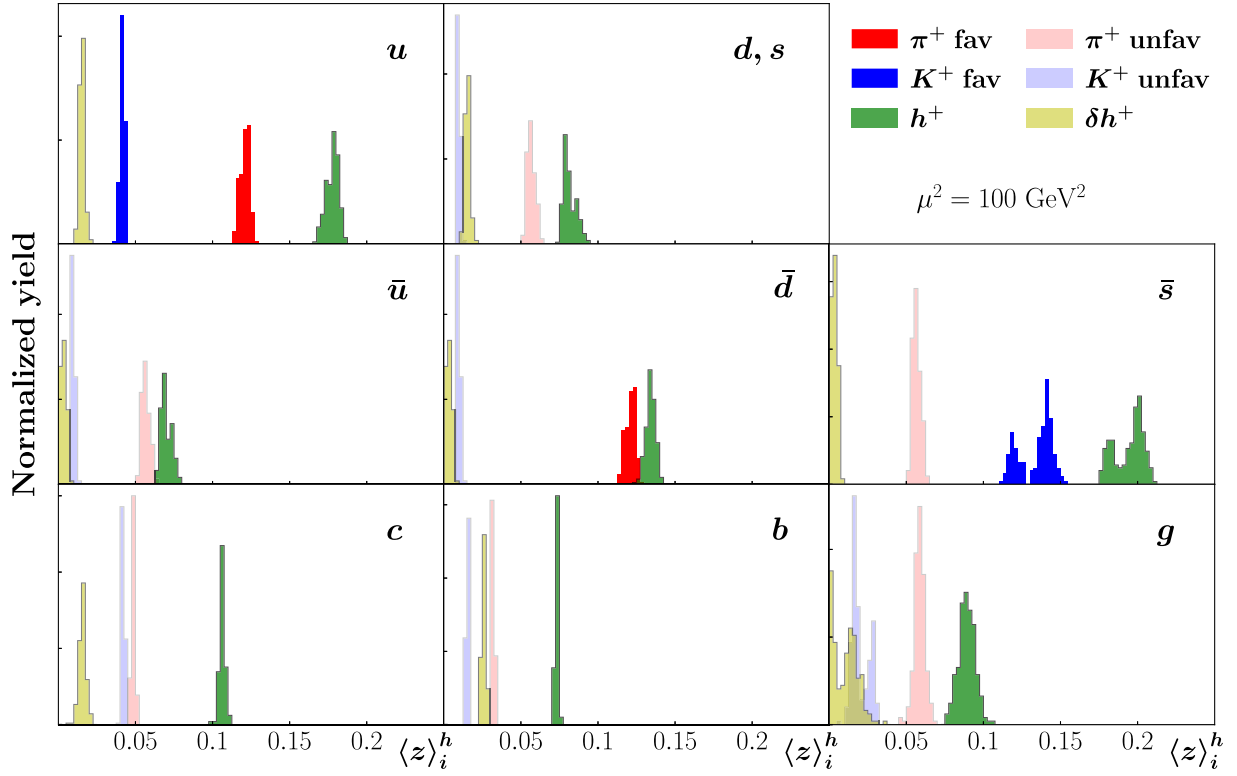 u
d, s
π⁺ fav
π⁺ unfav
K⁺ fav
K⁺ unfav
h⁺
δh⁺
μ² = 100 GeV²
Normalized yield
ū
d̄
s̄
c
b
g
0.05 0.1 0.15 0.2 ⟨z⟩ᵢʰ
0.05 0.1 0.15 0.2 ⟨z⟩ᵢʰ
0.05 0.1 0.15 0.2 ⟨z⟩ᵢʰ